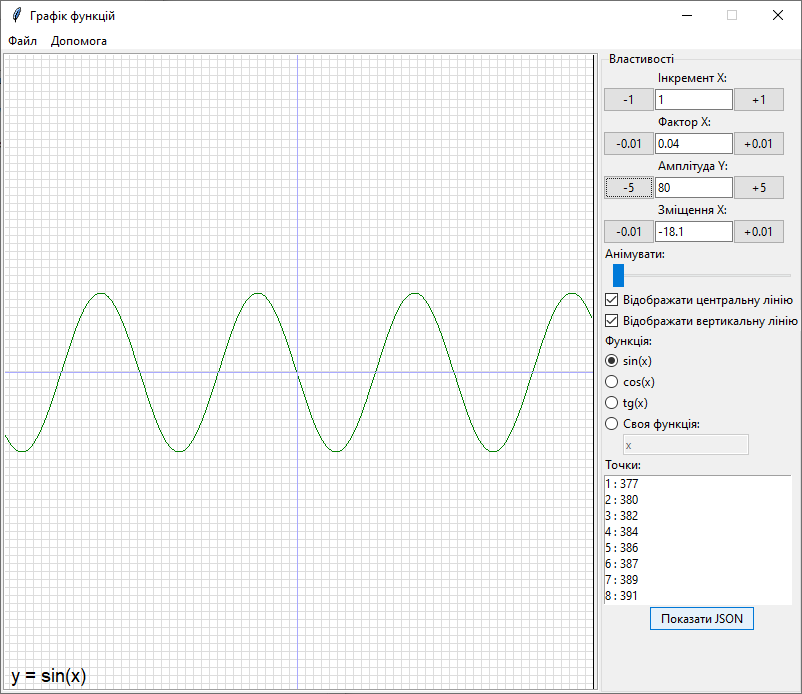 Графік функцій
Файл Допомога
Властивості
Інкремент X:
-1 1 +1
Фактор X:
-0.01 0.04 +0.01
Амплітуда Y:
-5 80 +5
Зміщення X:
-0.01 -18.1 +0.01
Анімувати:
Відображати центральну лінію
Відображати вертикальну лінію
Функція:
sin(x)
cos(x)
tg(x)
Своя функція:
x
Точки:
1 : 377
2 : 380
3 : 382
4 : 384
5 : 386
6 : 387
7 : 389
8 : 391
Показати JSON
y = sin(x)